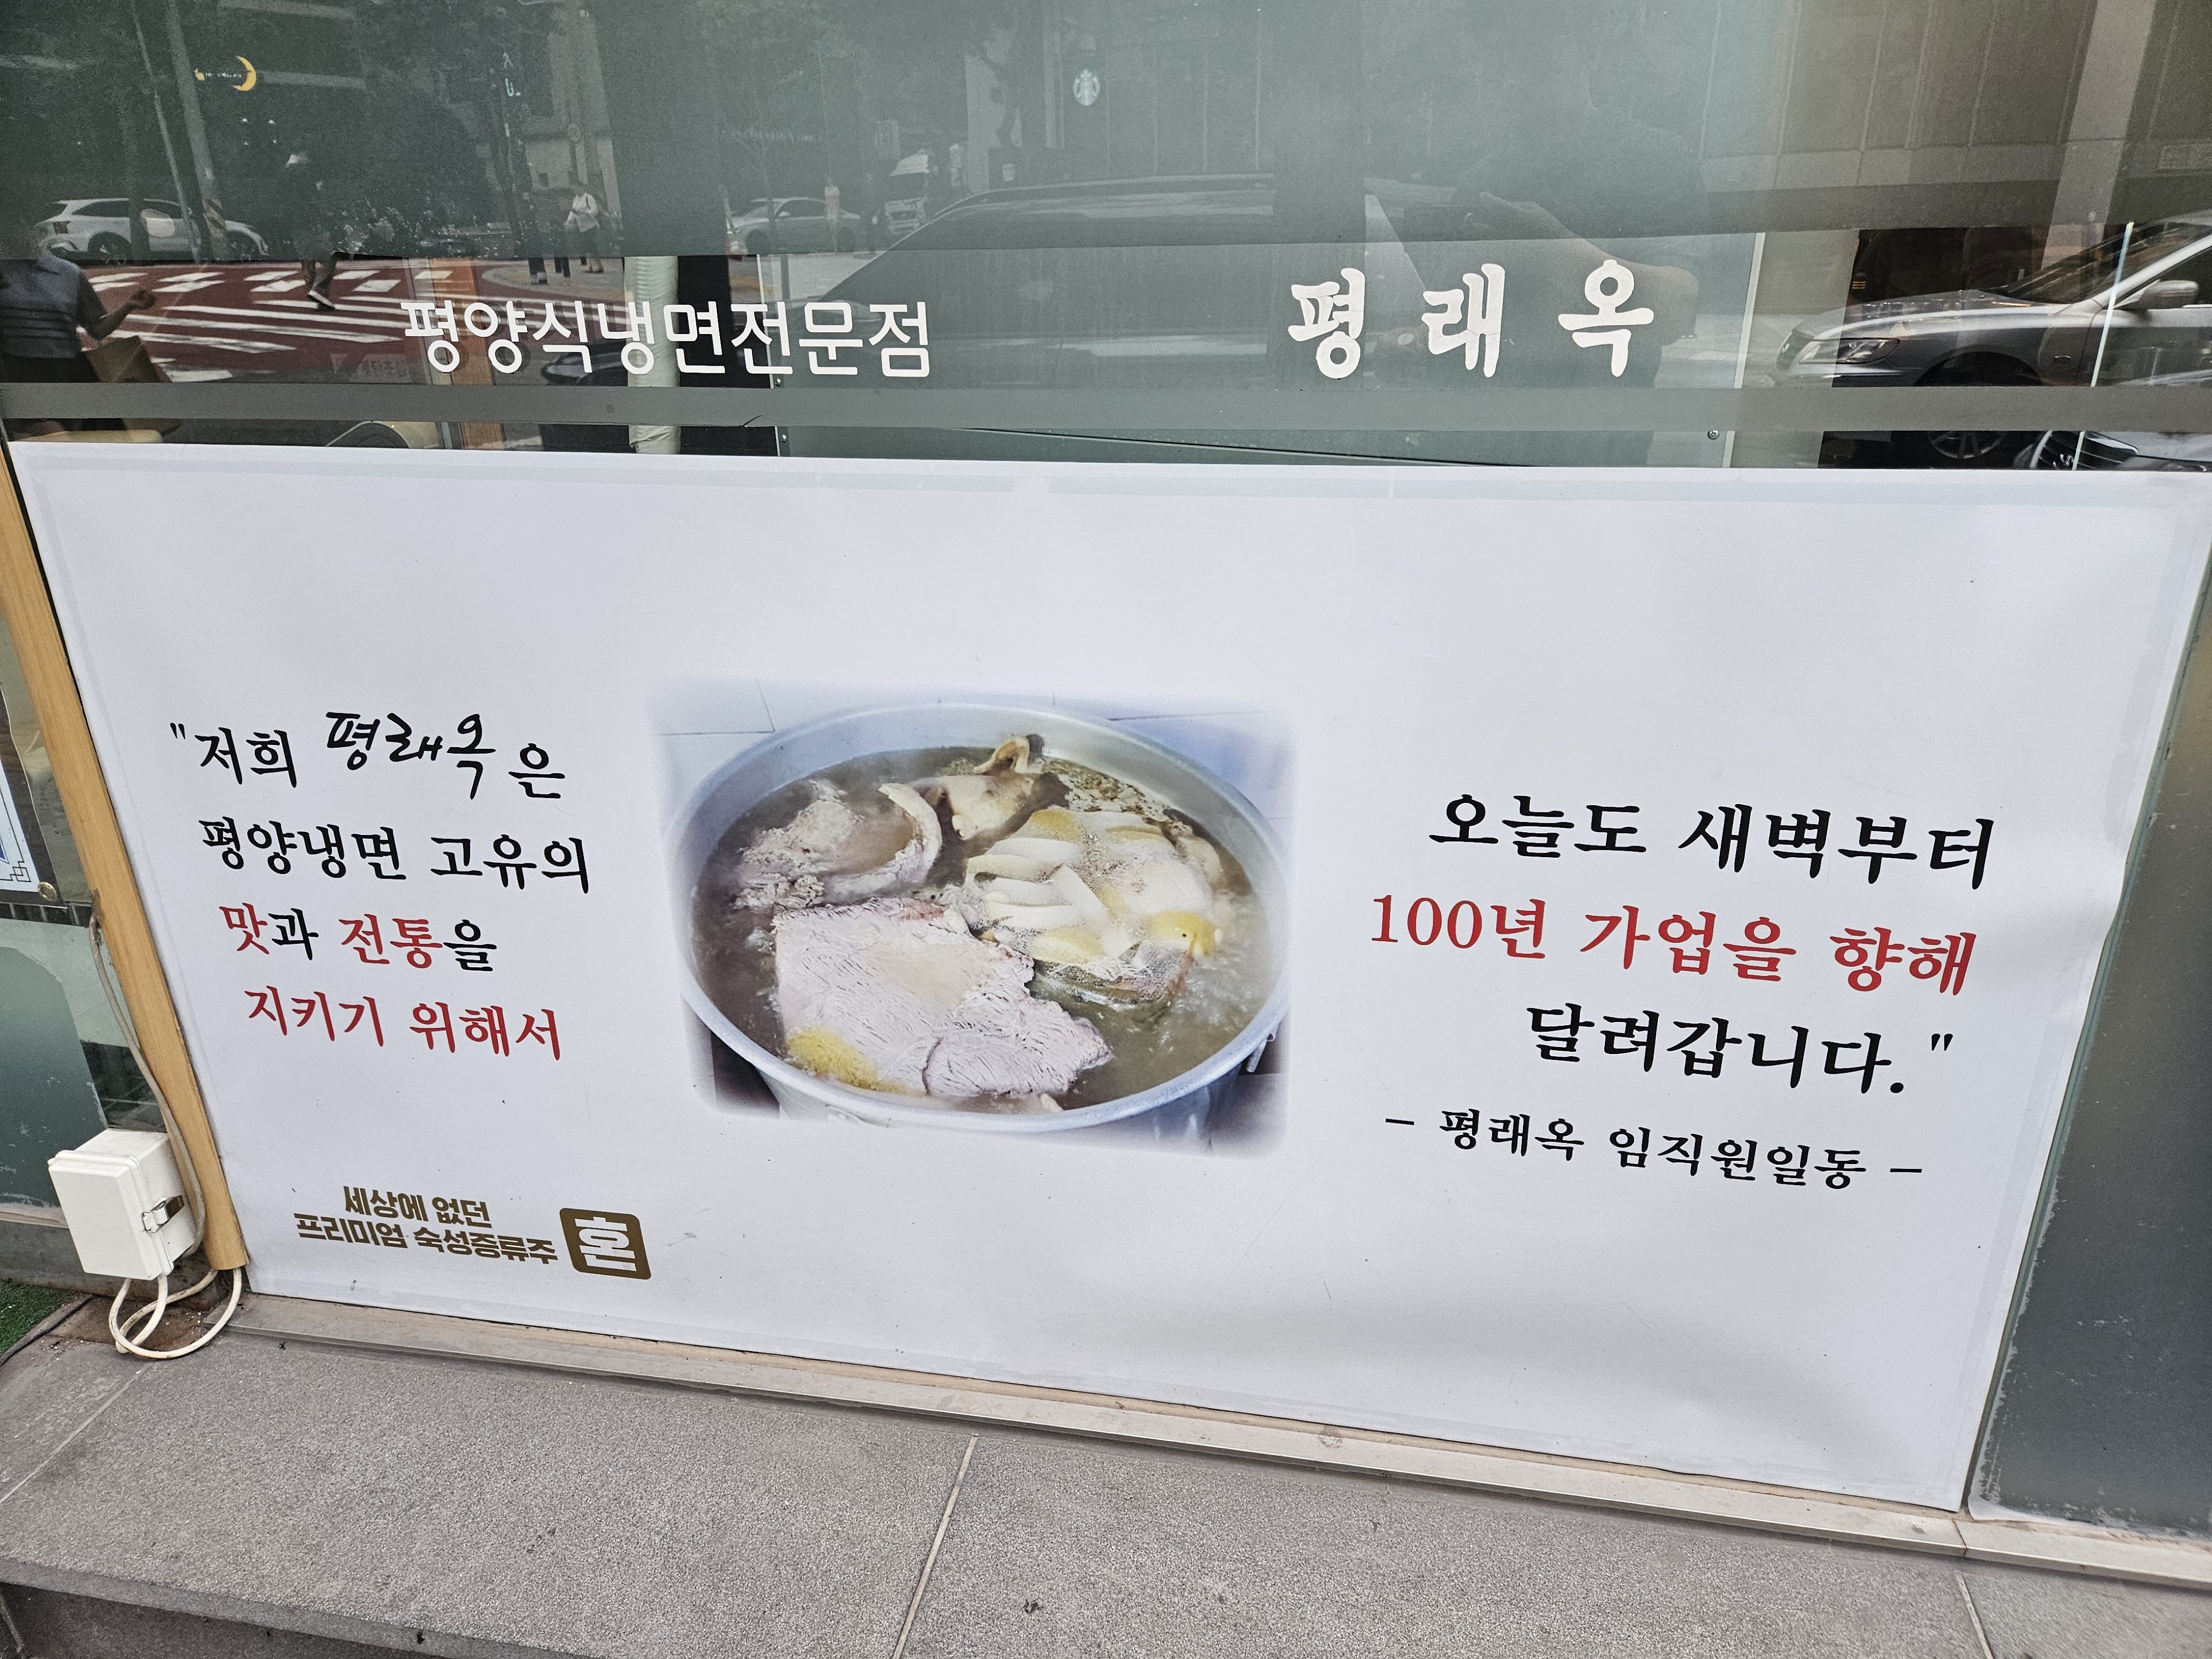 평양식냉면전문점
평래옥
"저희 평래옥은
평양냉면 고유의
맛과 전통을
지키기 위해서
오늘도 새벽부터
100년 가업을 향해
달려갑니다."
- 평래옥 임직원일동 -
세상에 없던
프리미엄 숙성증류주
혼